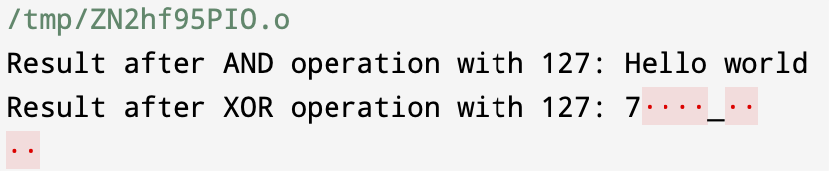 /tmp/ZN2hf95PIO.o
Result after AND operation with 127: Hello world
Result after XOR operation with 127: 7····_··
··